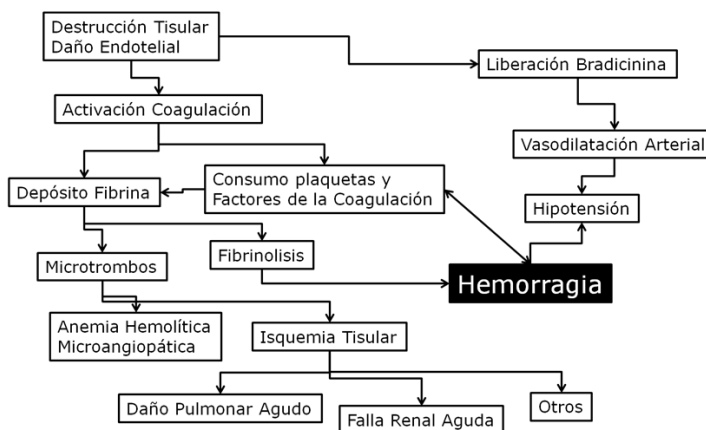 Destrucción Tisular
Daño Endotelial
Liberación Bradicinina
Activación Coagulación
Vasodilatación Arterial
Depósito Fibrina
Consumo plaquetas y
Factores de la Coagulación
Hipotensión
Microtrombos
Fibrinolisis
Hemorragia
Anemia Hemolítica
Microangiopática
Isquemia Tisular
Daño Pulmonar Agudo
Falla Renal Aguda
Otros